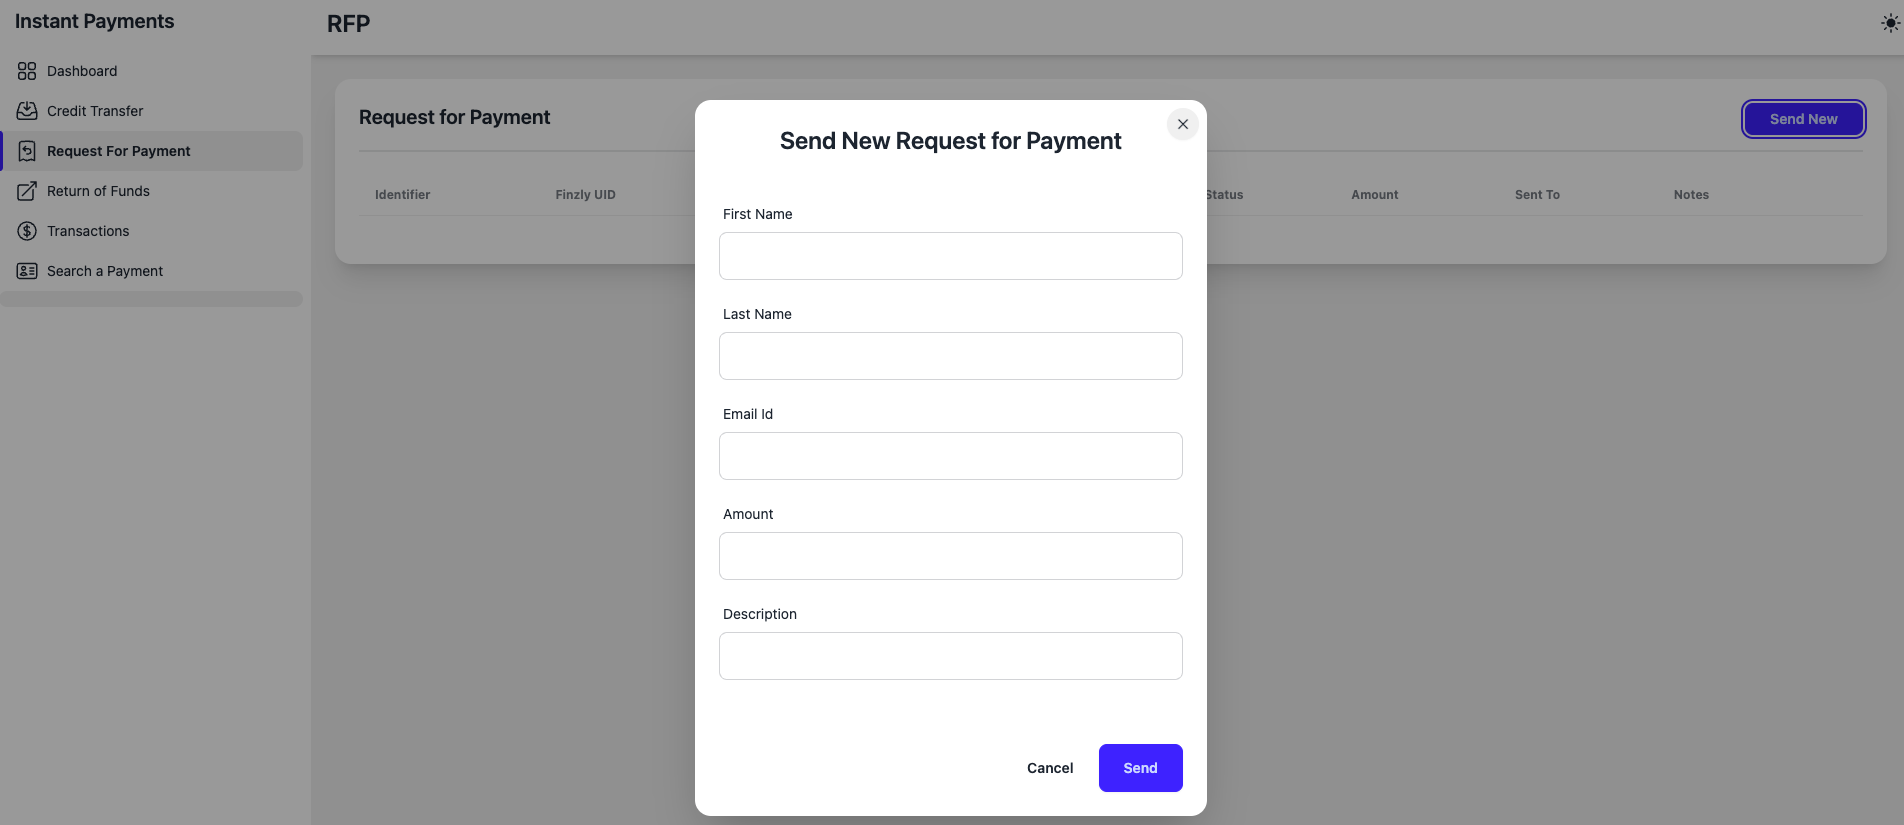 Instant Payments
RFP
Dashboard
Credit Transfer
Request For Payment
Return of Funds
Transactions
Search a Payment
Request for Payment
Send New
Identifier
Finzly UID
Status
Amount
Sent To
Notes
Send New Request for Payment
First Name
Last Name
Email Id
Amount
Description
Cancel
Send